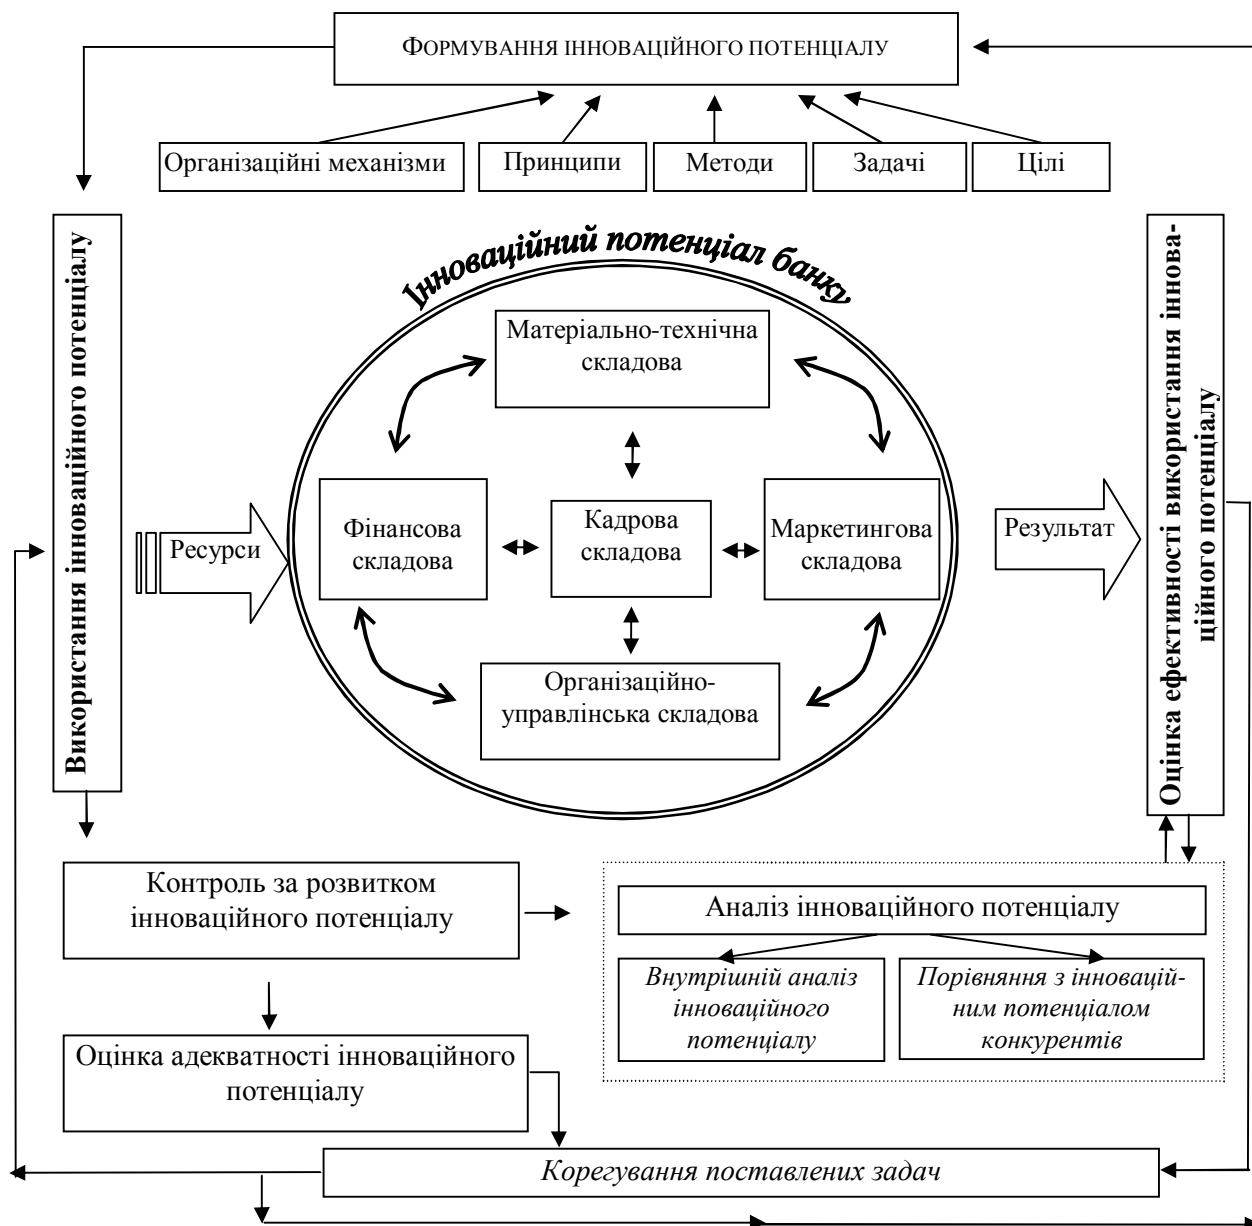 ФОРМУВАННЯ ІННОВАЦІЙНОГО ПОТЕНЦІАЛУ
Організаційні механізми
Принципи
Методи
Задачі
Цілі
Використання інноваційного потенціалу
Інноваційний потенціал банку
Матеріально-технічна
складова
Ресурси
Фінансова
складова
Кадрова
складова
Маркетингова
складова
Організаційно-
управлінська складова
Результат
Оцінка ефективності використання іннова-
ційного потенціалу
Контроль за розвитком
інноваційного потенціалу
Аналіз інноваційного потенціалу
Внутрішній аналіз
інноваційного
потенціалу
Порівняння з інновацій-
ним потенціалом
конкурентів
Оцінка адекватності інноваційного
потенціалу
Корегування поставлених задач